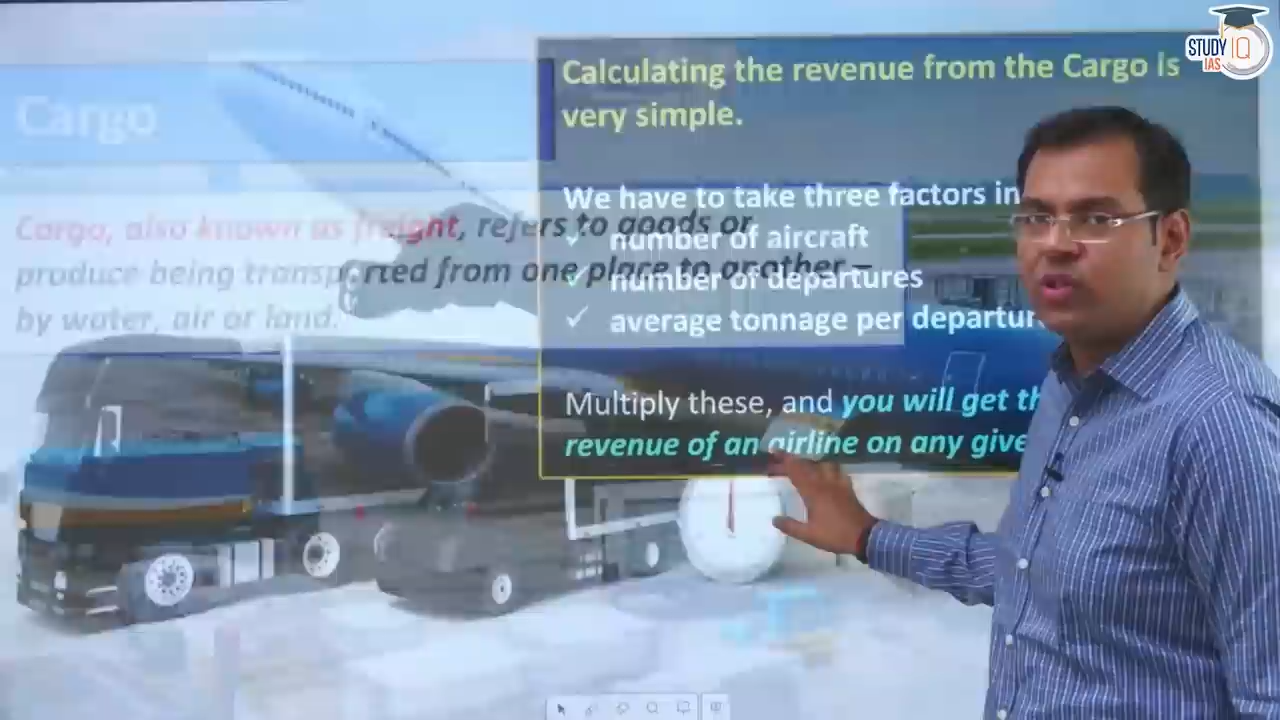 Cargo
Cargo, also known as freight, refers to goods or
produce being transported from one place to another –
by water, air or land.
Calculating the revenue from the Cargo is
very simple.
We have to take three factors in
✓ number of aircraft
✓ number of departures
✓ average tonnage per departur
Multiply these, and you will get th
revenue of an airline on any give
STUDY IQ
IAS